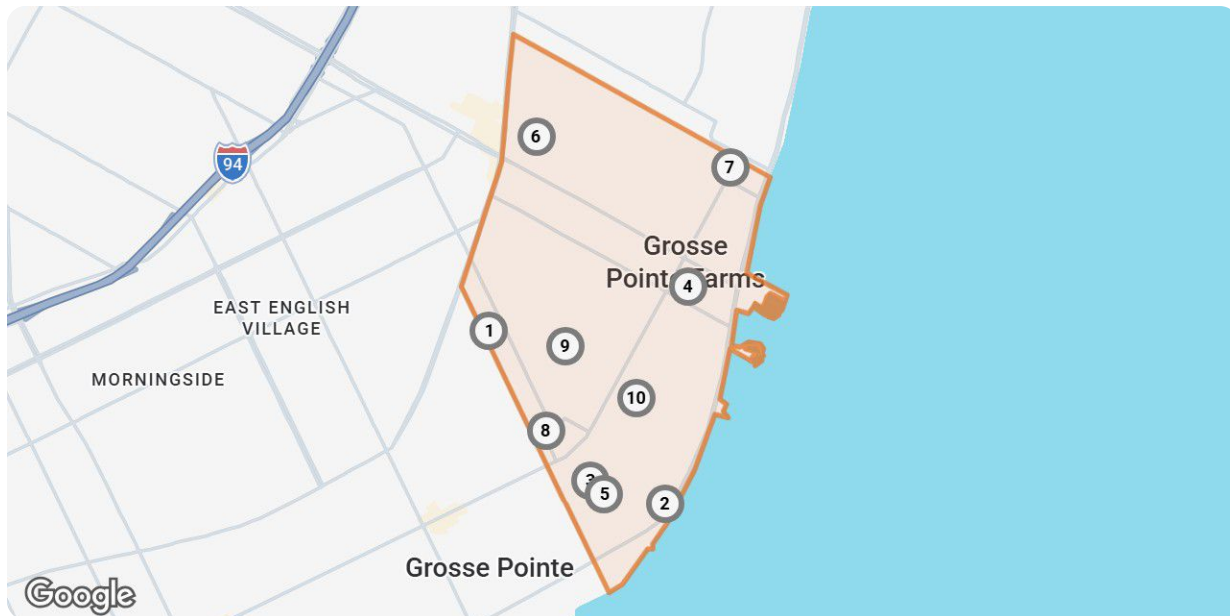 6
7
94
Grosse
Pointe Farms
4
EAST ENGLISH
VILLAGE
1
9
MORNINGSIDE
10
8
3
5
2
Grosse Pointe
Google